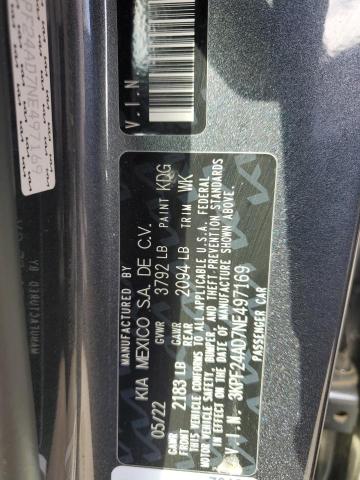 V.I.N
MANUFACTURED BY
KIA MEXICO S.A. DE C.V.
05/22 GVWR 3792 LB PAINT KDG
GAWR FRONT 2183 LB GAWR REAR 2094 LB TRIM WK
THIS VEHICLE CONFORMS TO ALL APPLICABLE U.S.A. FEDERAL
MOTOR VEHICLE SAFETY, BUMPER, AND THEFT-PREVENTION
STANDARDS IN EFFECT ON THE DATE OF MANUFACTURE SHOWN ABOVE.
V.I.N. 3KPF24AD7NE497169
PASSENGER CAR
MANUFACTURED BY